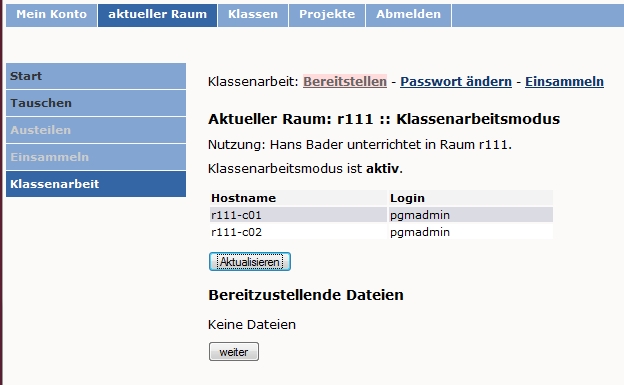 Mein Konto aktueller Raum Klassen Projekte Abmelden
Start
Tauschen
Austeilen
Einsammeln
Klassenarbeit
Klassenarbeit: Bereitstellen - Passwort ändern - Einsammeln
Aktueller Raum: r111 :: Klassenarbeitsmodus
Nutzung: Hans Bader unterrichtet in Raum r111.
Klassenarbeitsmodus ist aktiv.
Hostname Login
r111-c01 pgmadmin
r111-c02 pgmadmin
Aktualisieren
Bereitzustellende Dateien
Keine Dateien
weiter